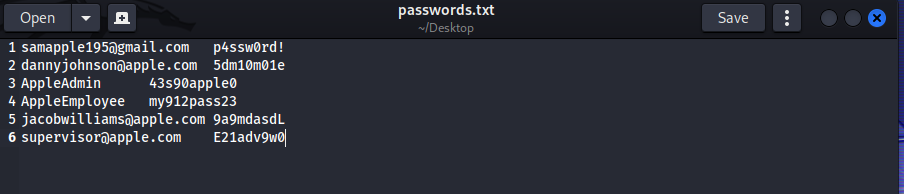 Open passwords.txt Save
~/Desktop
1 samapple195@gmail.com p4ssw0rd!
2 dannyjohnson@apple.com 5dm10m01e
3 AppleAdmin 43s90apple0
4 AppleEmployee my912pass23
5 jacobwilliams@apple.com 9a9mdasdL
6 supervisor@apple.com E21adv9w0